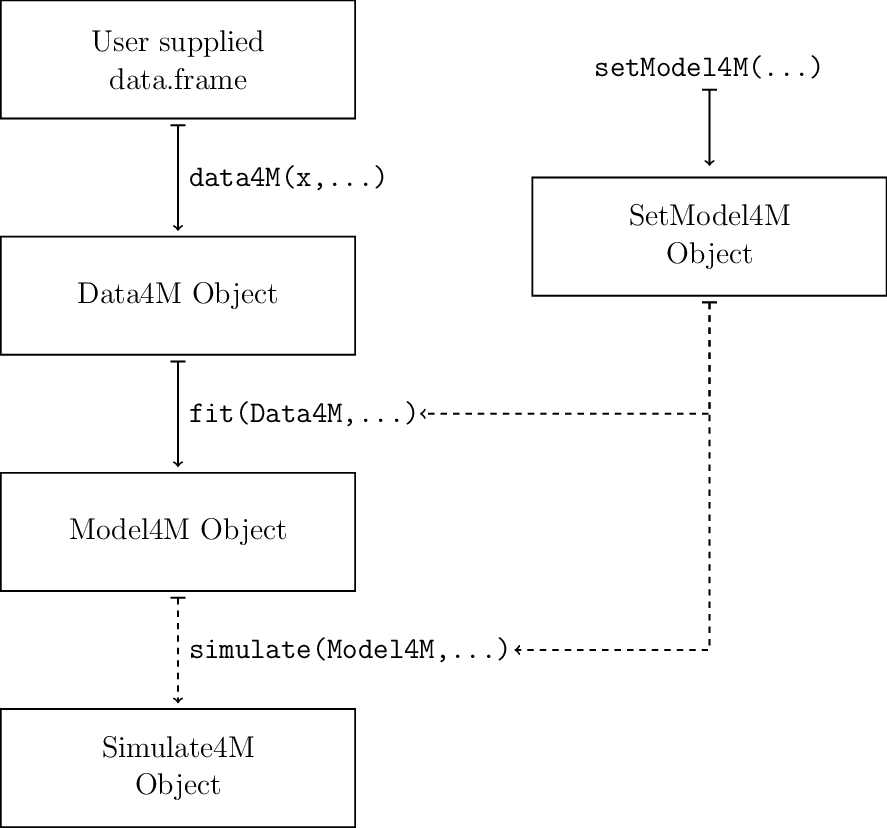 User supplied
data.frame
setModel4M(...)
data4M(x,...)
SetModel4M
Object
Data4M Object
fit(Data4M,...)
Model4M Object
simulate(Model4M,...)
Simulate4M
Object